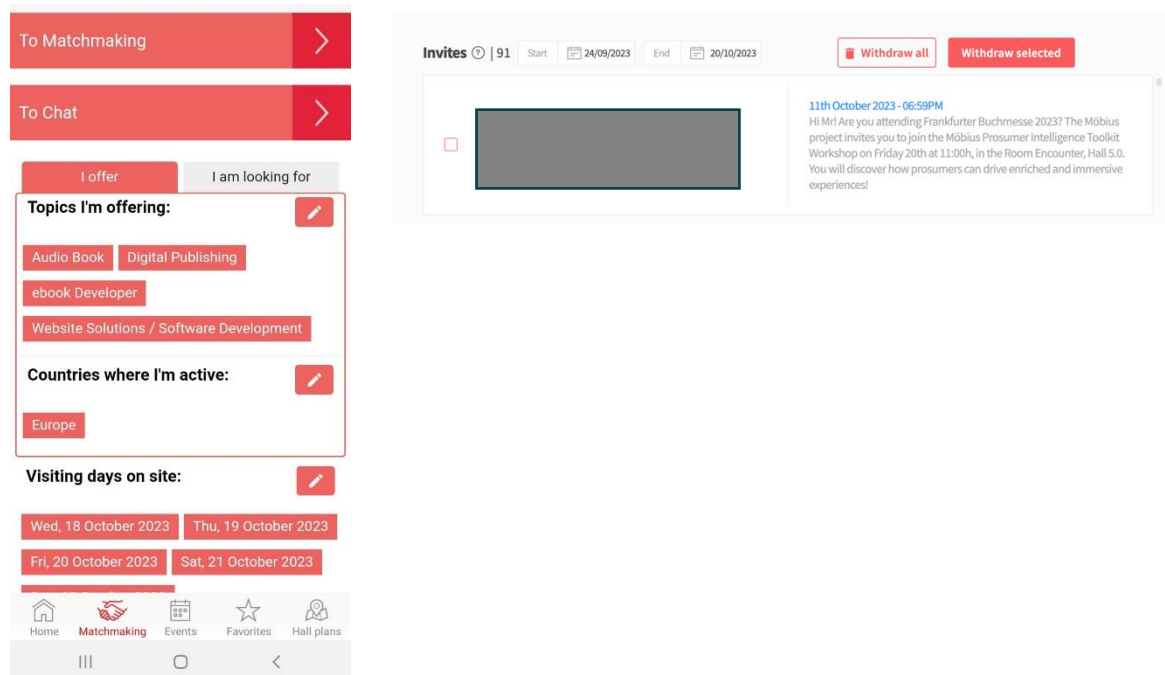 To Matchmaking
To Chat
I offer
I am looking for
Topics I'm offering:
Audio Book
Digital Publishing
ebook Developer
Website Solutions / Software Development
Countries where I'm active:
Europe
Visiting days on site:
Wed, 18 October 2023
Thu, 19 October 2023
Fri, 20 October 2023
Sat, 21 October 2023
Home
Matchmaking
Events
Favorites
Hall plans
Invites ? | 91
Start
24/09/2023
End
20/10/2023
Withdraw all
Withdraw selected
11th October 2023 - 06:59PM
Hi Mr! Are you attending Frankfurter Buchmesse 2023? The Möbius
project invites you to join the Möbius Prosumer Intelligence Toolkit
Workshop on Friday 20th at 11:00h, in the Room Encounter, Hall 5.0.
You will discover how prosumers can drive enriched and immersive
experiences!